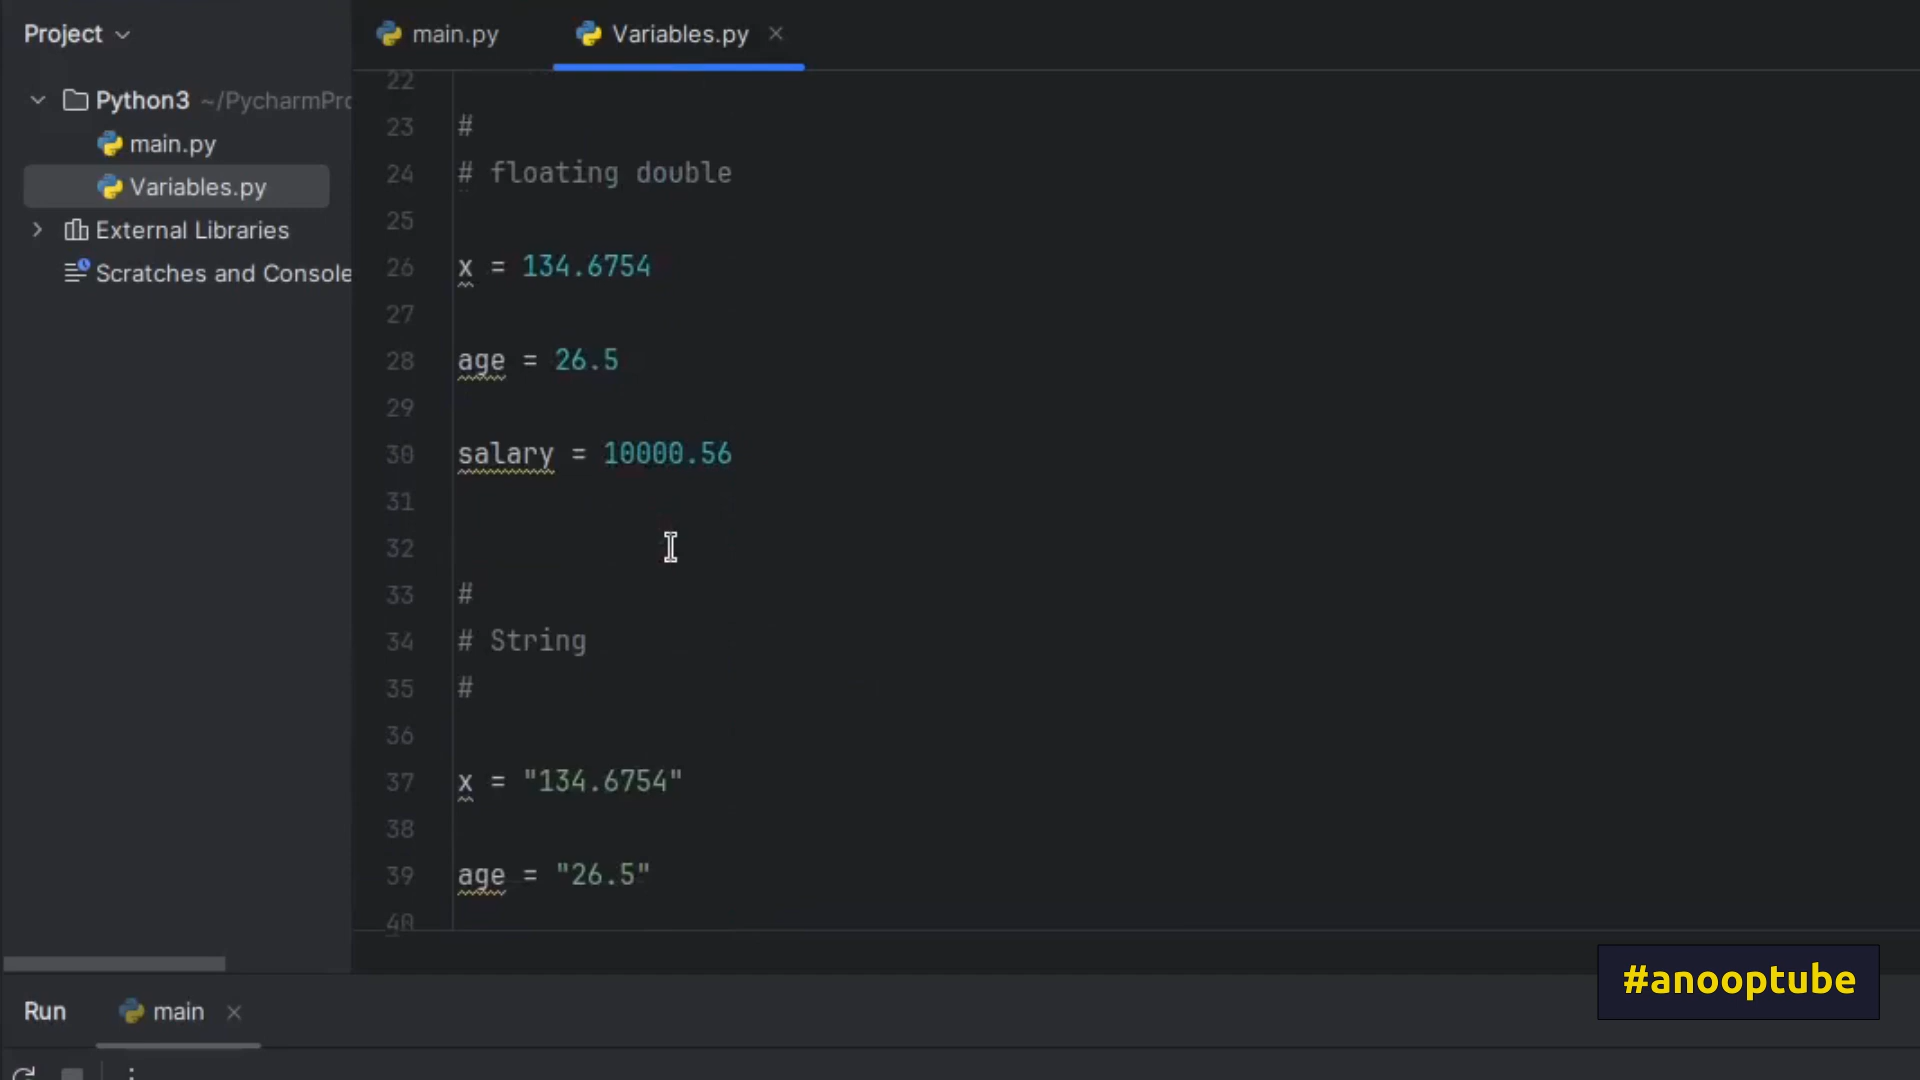 Project
main.py
Variables.py
Python3 ~/PycharmPro
main.py
Variables.py
External Libraries
Scratches and Console
22
23 #
24 # floating double
25
26 x = 134.6754
27
28 age = 26.5
29
30 salary = 10000.56
31
32
33 #
34 # String
35 #
36
37 x = "134.6754"
38
39 age = "26.5"
40
#anooptube
Run main